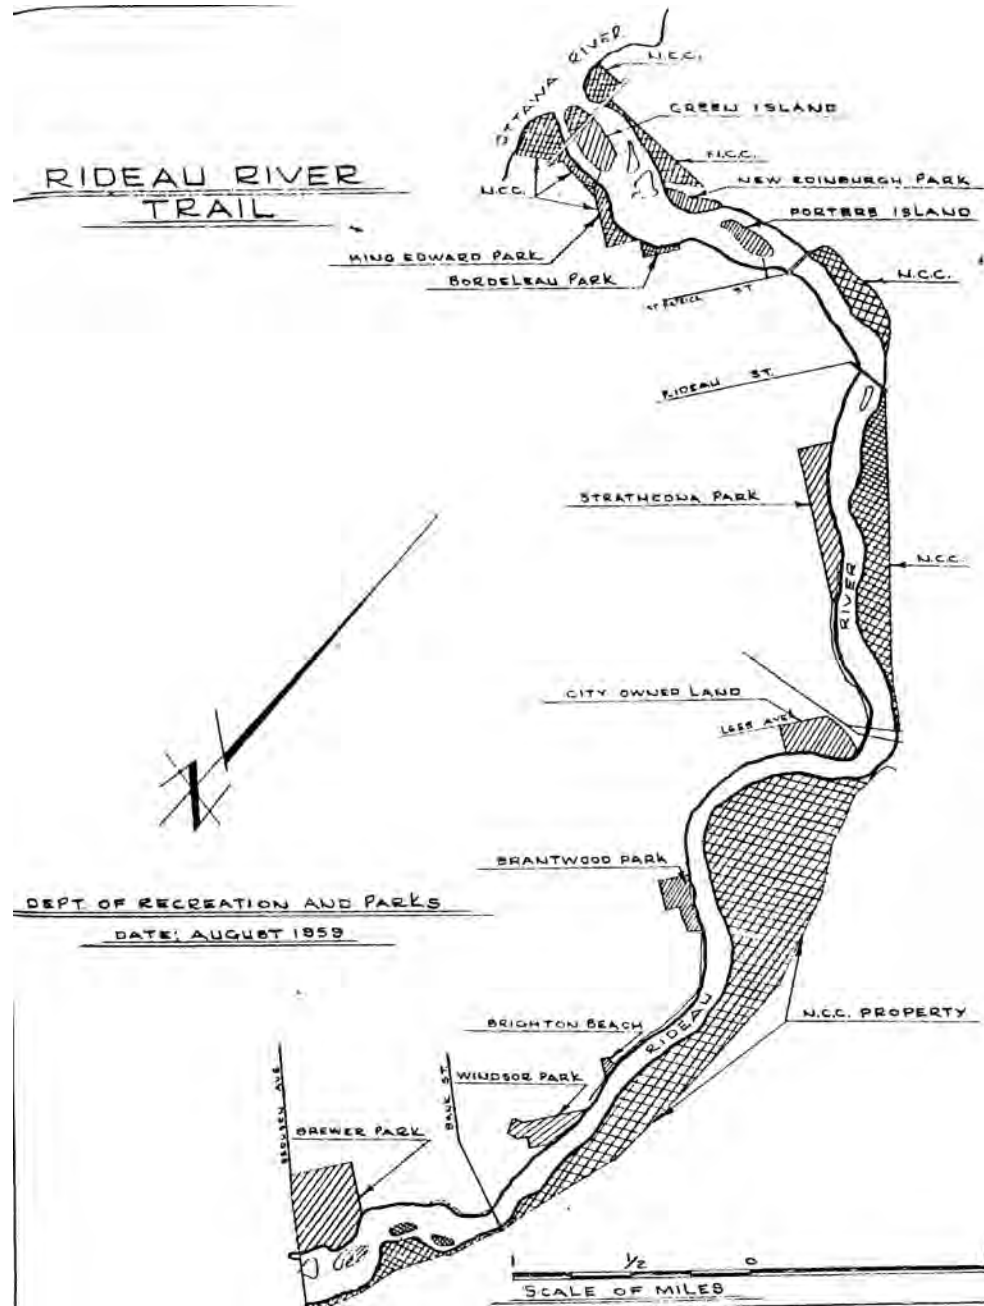 OTTAWA RIVER
N.C.C.
GREEN ISLAND
N.C.C.
RIDEAU RIVER
TRAIL
N.C.C.
NEW EDINBURGH PARK
PORTERS ISLAND
KING EDWARD PARK
N.C.C.
BORDELEAU PARK
ST PATRICK ST.
RIDEAU ST.
STRATHCONA PARK
N.C.C.
RIVER
CITY OWNED LAND
LEES AVE
BRANTWOOD PARK
DEPT OF RECREATION AND PARKS
DATE: AUGUST 1959
N.C.C. PROPERTY
RIDEAU
BRIGHTON BEACH
WINDSOR PARK
BANK ST.
BREWER PARK
1 1/2 0
SCALE OF MILES